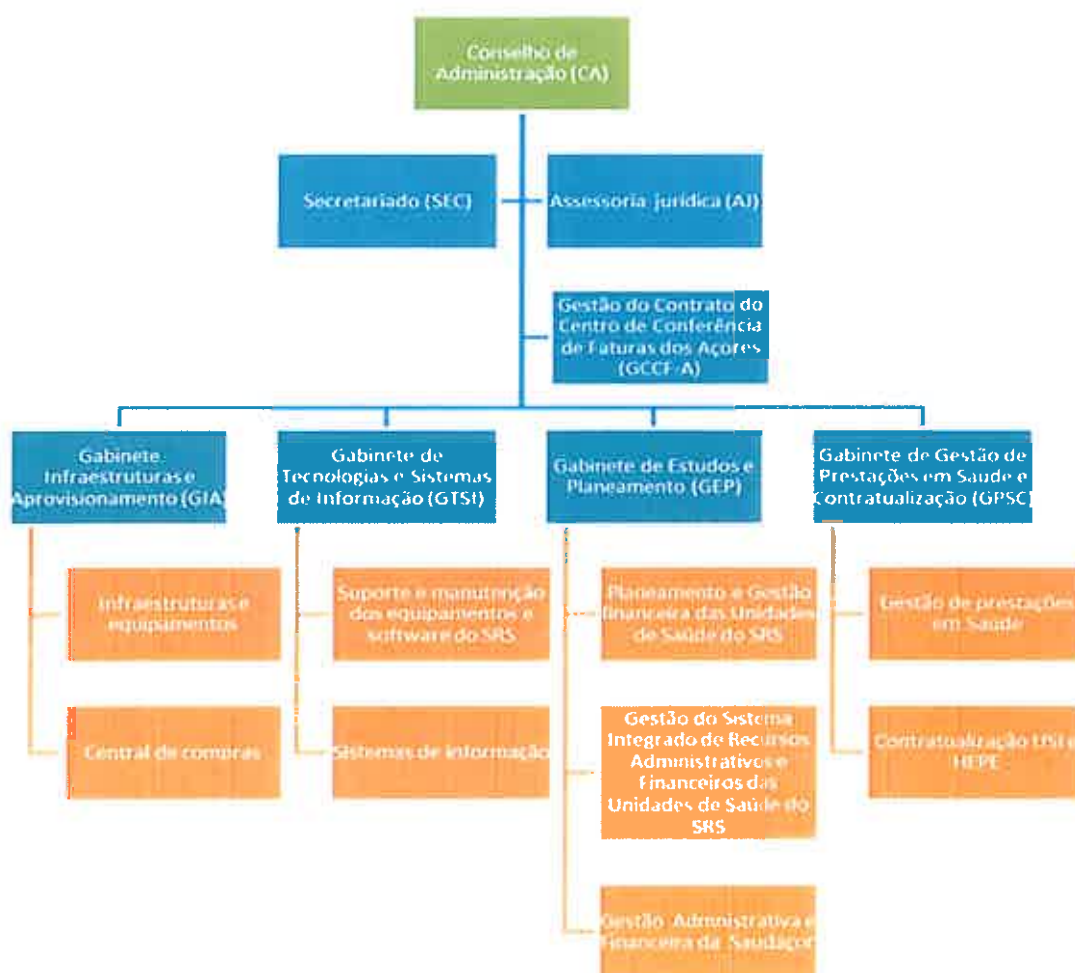 Conselho de
Administração (CA)
Secretariado (SEC)
Assessoria jurídica (AJ)
Gestão do Contrato do
Centro de Conferência
de Faturas dos Açores
(GCCF-A)
Gabinete
Infraestruturas e
Aprovisionamento (GIA)
Gabinete de
Tecnologias e Sistemas
de Informação (GTSI)
Gabinete de Estudos e
Planeamento (GEP)
Gabinete de Gestão de
Prestações em Saúde e
Contratualização (GPSC)
Infraestruturas e
equipamentos
Suporte e manutenção
dos equipamentos e
software do SRS
Planeamento e Gestão
financeira das Unidades
de Saúde do SRS
Gestão de prestações
em Saúde
Central de compras
Sistemas de informação
Gestão do Sistema
Integrado de Recursos
Administrativos e
Financeiros das
Unidades de Saúde do
SRS
Contratualização USI e
HEPE
Gestão Administrativa e
Financeira da Saudaçor